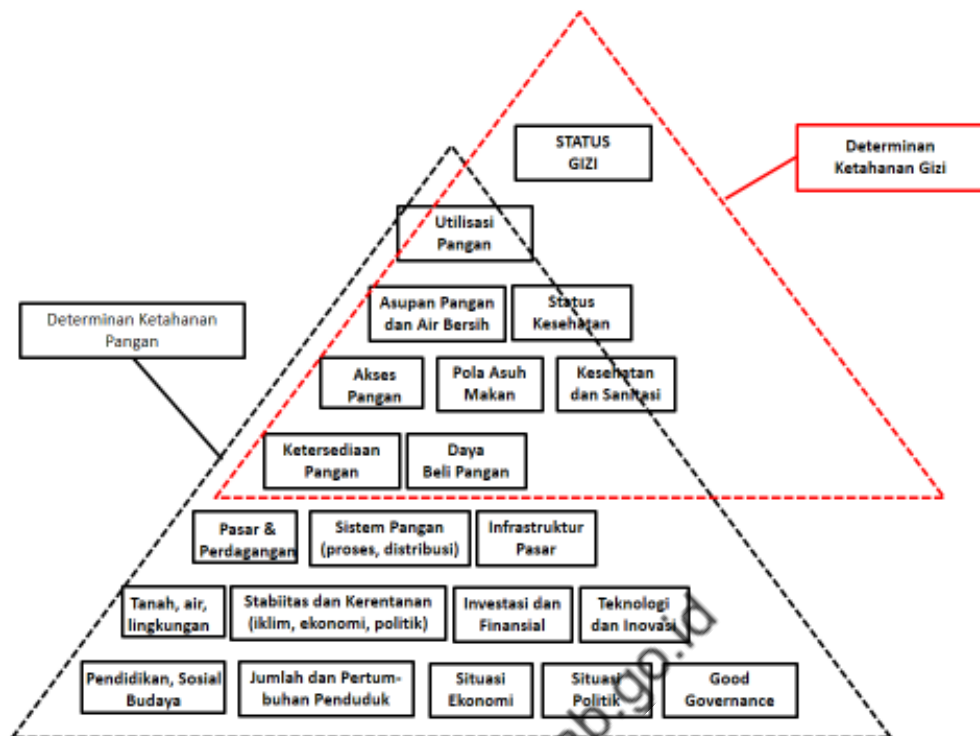 STATUS
GIZI
Determinan
Ketahanan Gizi
Utilisasi
Pangan
Determinan Ketahanan
Pangan
Asupan Pangan
dan Air Bersih
Status
Kesehatan
Akses
Pangan
Pola Asuh
Makan
Kesehatan
dan Sanitasi
Ketersediaan
Pangan
Daya
Beli Pangan
Pasar &
Perdagangan
Sistem Pangan
(proses, distribusi)
Infrastruktur
Pasar
Tanah, air,
lingkungan
Stabiitas dan Kerentanan
(iklim, ekonomi, politik)
Investasi dan
Finansial
Teknologi
dan Inovasi
Pendidikan, Sosial
Budaya
Jumlah dan Pertum-
buhan Penduduk
Situasi
Ekonomi
Situasi
Politik
Good
Governance
ab.go.id